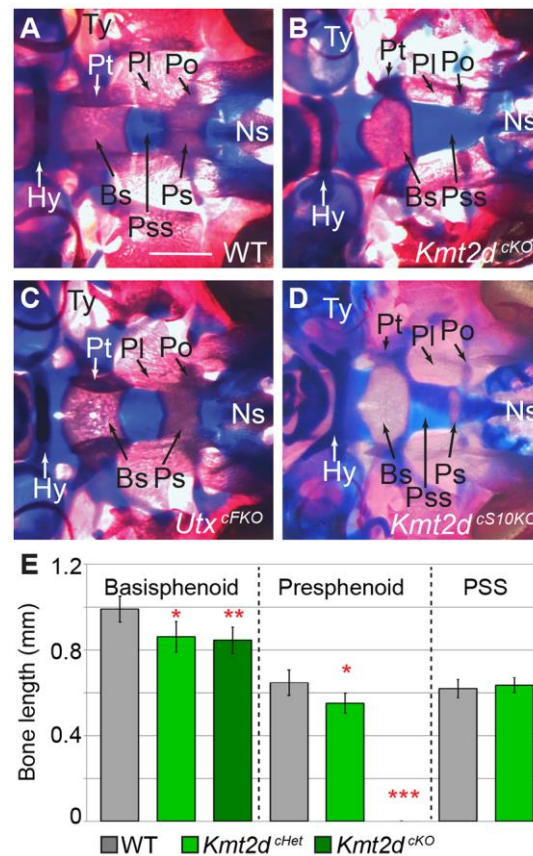 A
Ty
Pt Pl Po
Ns
Hy
Bs Ps
Pss
WT
B
Pt Pl Po
Ns
Hy
Bs Pss
Kmt2d cKO
C
Ty
Pt Pl Po
Ns
Bs Ps
Hy
Utx cFKO
D
Ty
Pt Pl Po
Ns
Bs Ps
Hy
Pss
Kmt2d cS10KO
E
1.2
Basisphenoid Presphenoid PSS
* ** * ***
0.8
0.4
0
Bone length (mm)
WT Kmt2d cHet Kmt2d cKO